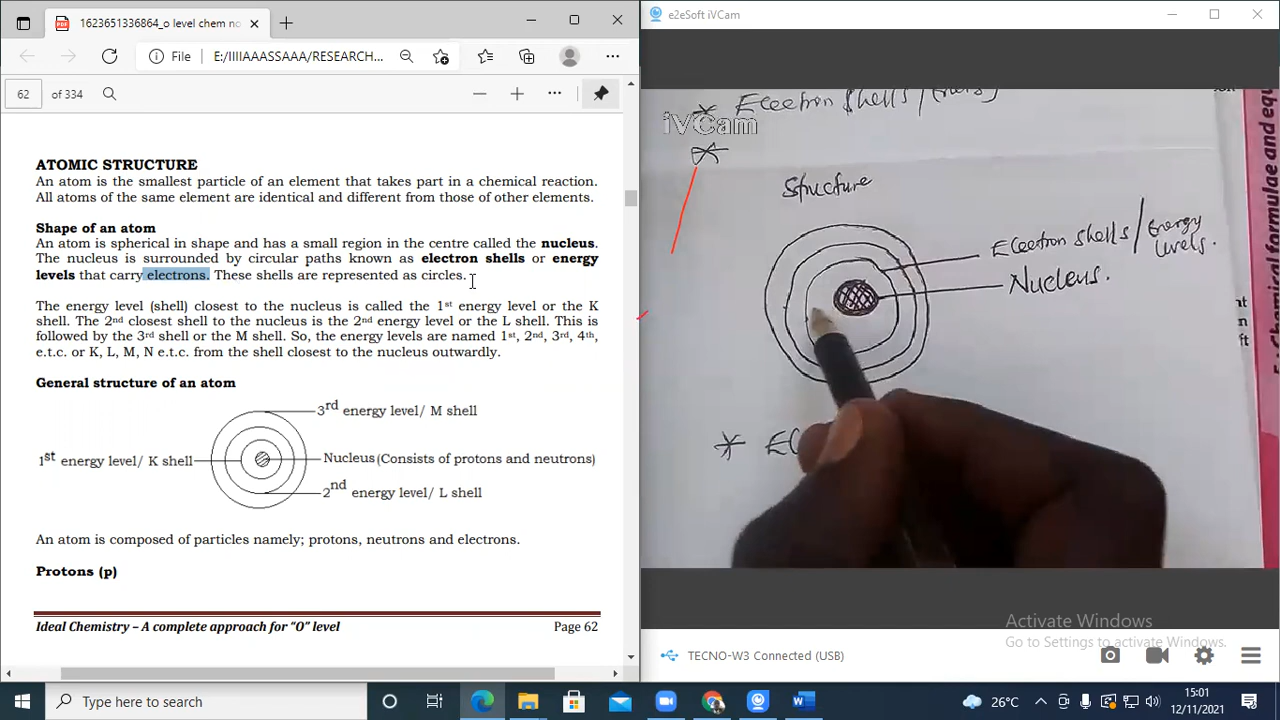 1623651336864_o level chem no
File
E:/IIIIAAASSAAA/RESEARCH...
62 of 334
ATOMIC STRUCTURE
An atom is the smallest particle of an element that takes part in a chemical reaction.
All atoms of the same element are identical and different from those of other elements.
Shape of an atom
An atom is spherical in shape and has a small region in the centre called the nucleus.
The nucleus is surrounded by circular paths known as electron shells or energy
levels that carry electrons. These shells are represented as circles.
The energy level (shell) closest to the nucleus is called the 1st energy level or the K
shell. The 2nd closest shell to the nucleus is the 2nd energy level or the L shell. This is
followed by the 3rd shell or the M shell. So, the energy levels are named 1st, 2nd, 3rd, 4th,
e.t.c. or K, L, M, N e.t.c. from the shell closest to the nucleus outwardly.
General structure of an atom
3rd energy level/ M shell
1st energy level/ K shell
Nucleus (Consists of protons and neutrons)
2nd energy level/ L shell
An atom is composed of particles namely; protons, neutrons and electrons.
Protons (p)
Ideal Chemistry – A complete approach for "O" level
Page 62
e2eSoft iVCam
* Electron Shells/
iVCam
Structure
Electron Shells/Energy
levels.
Nucleus.
chemical formulae and equ
Activate Windows
Go to Settings to activate Windows.
TECNO-W3 Connected (USB)
Type here to search
26°C
15:01
12/11/2021